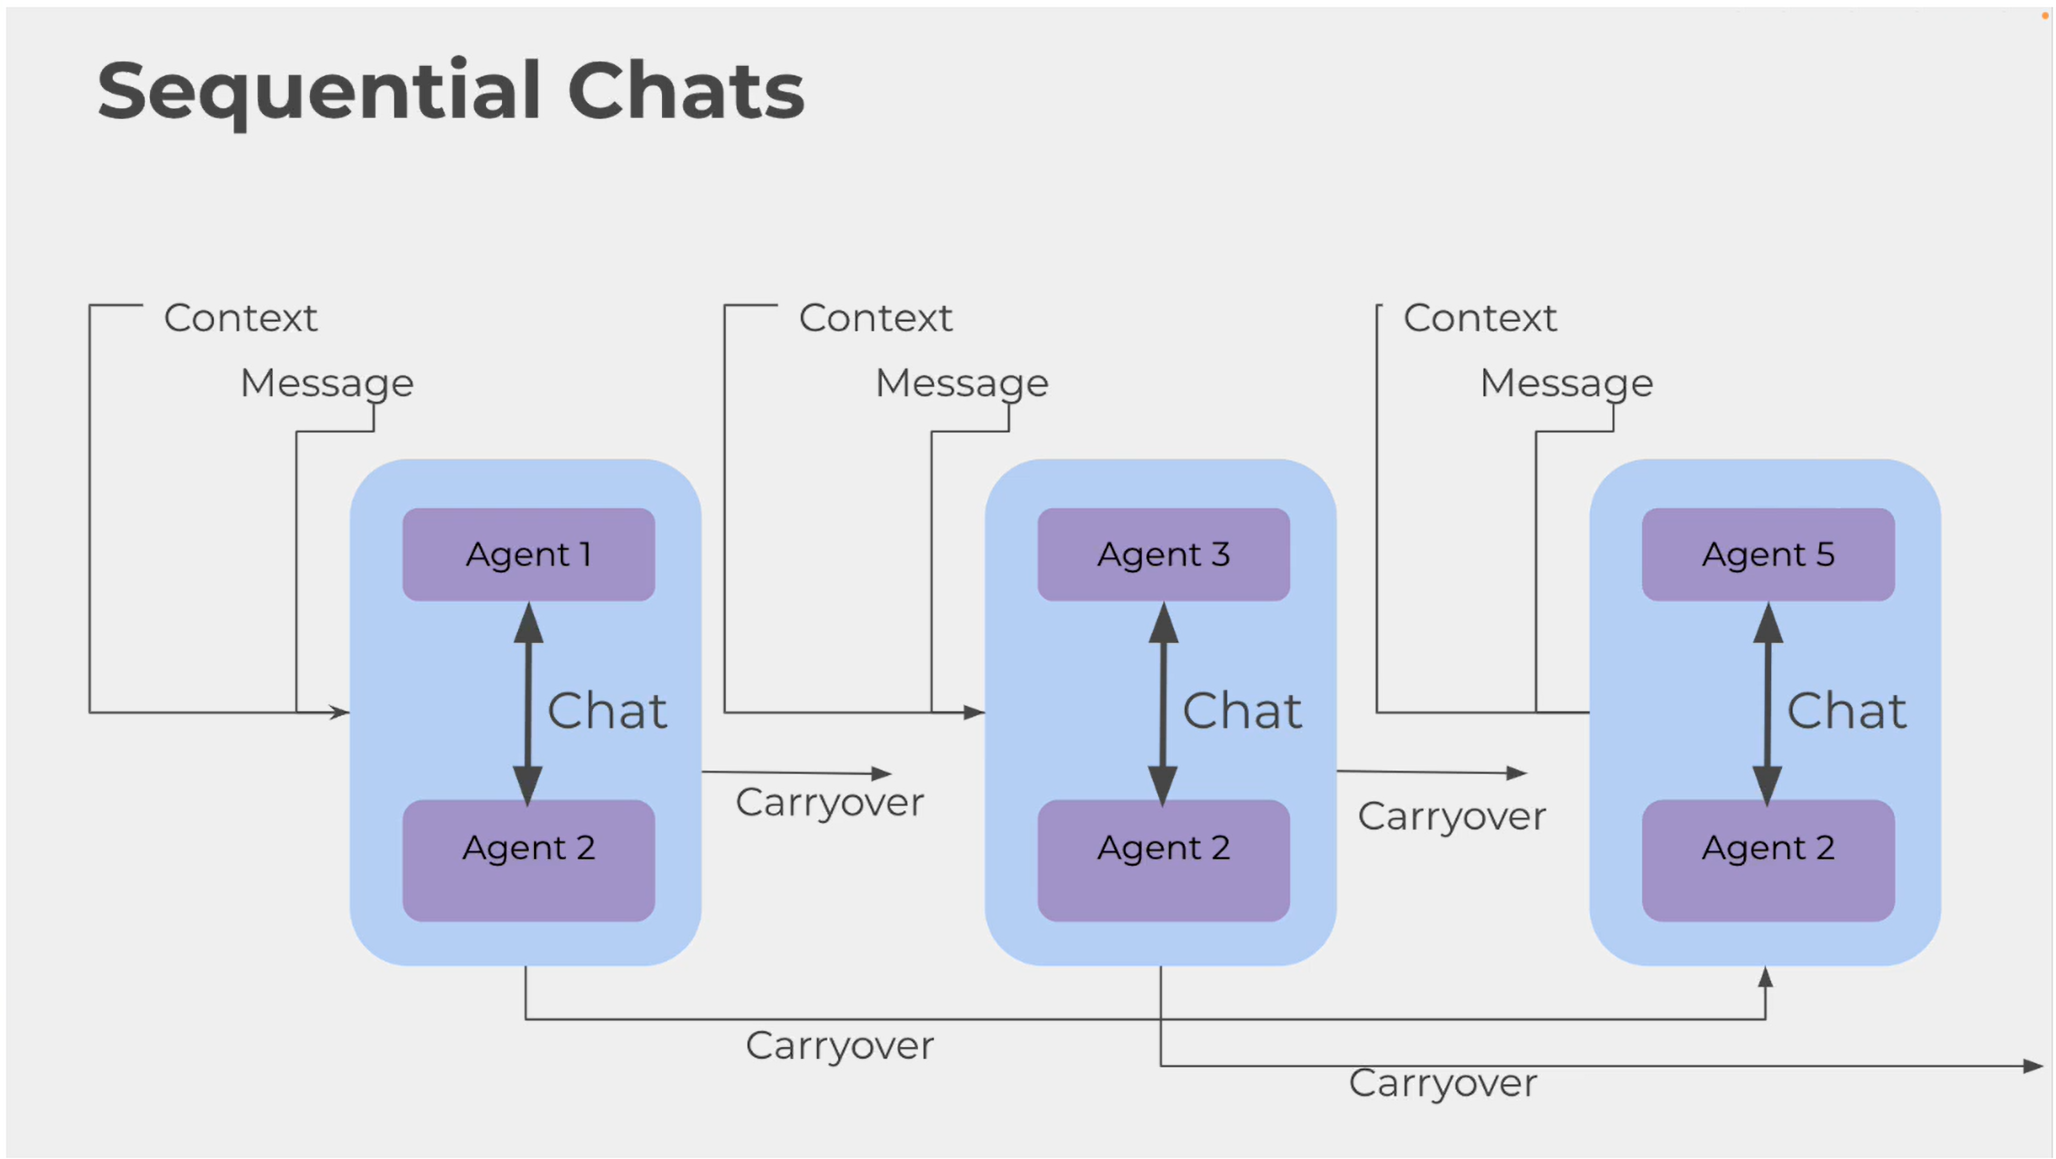 Sequential Chats
Context
Message
Context
Message
Context
Message
Agent 1
Chat
Agent 2
Carryover
Agent 3
Chat
Agent 2
Carryover
Agent 5
Chat
Agent 2
Carryover
Carryover